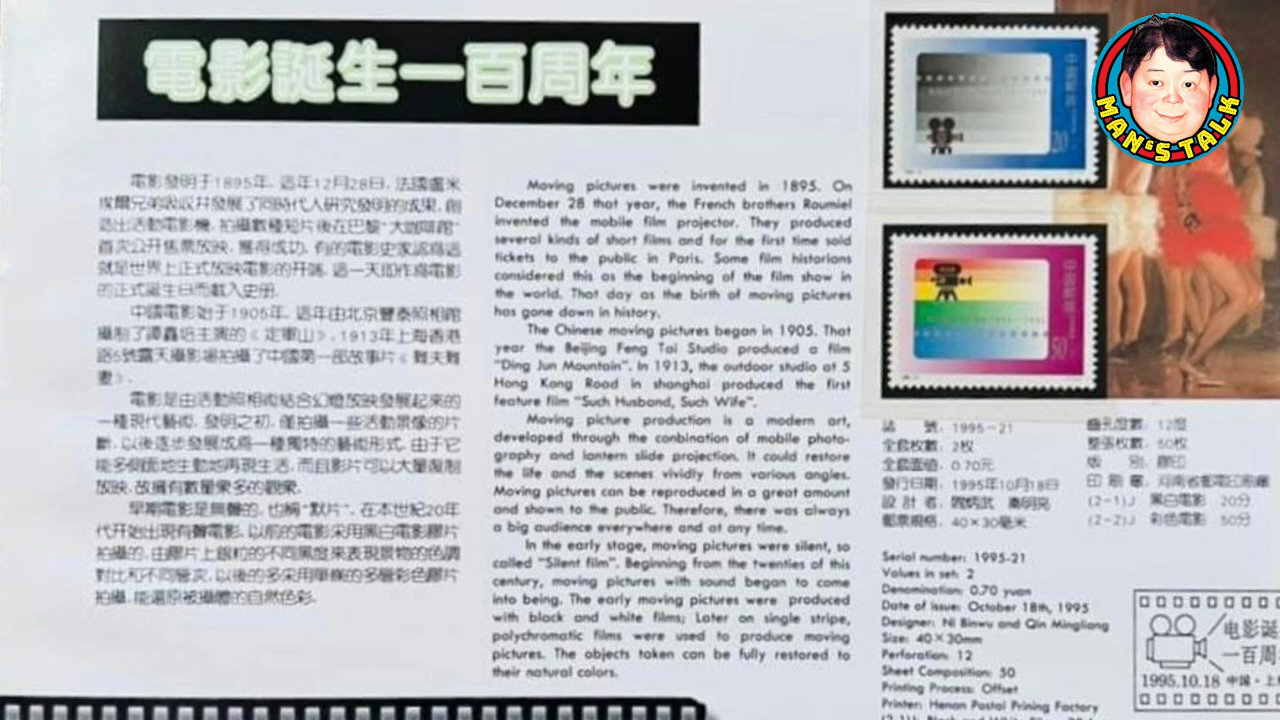 電影誕生一百周年
電影發明于1895年。這年12月28日,法國盧米
埃爾兄弟吸收并發展了同時代人研究發明的成果,創
造出活動電影機,拍攝數種短片後在巴黎“大咖啡館”
首次公開售票放映,獲得成功。有的電影史家認爲這
就是世界上正式放映電影的開端,這一天即作爲電影
的正式誕生日而載入史册。
中國電影始于1905年。這年由北京豐泰照相館
攝制了譚鑫培主演的《定軍山》。1913年上海香港
路5號露天攝影場拍攝了中國第一部故事片《難夫難
妻》。
電影是由活動照相術結合幻燈放映發展起來的
一種現代藝術。發明之初,僅拍攝一些活動景像的片
斷,以後逐步發展成爲一種獨特的藝術形式。由于它
能多側面地生動地再現生活,而且影片可以大量復制
放映,故擁有數量衆多的觀衆。
早期電影是無聲的,也稱“默片”。在本世紀20年
代开始出現有聲電影。以前的電影采用黑白電影膠片
拍攝的,由膠片上銀粒的不同黑度來表現景物的色調
對比和不同層次。以後的多采用單條的多層彩色膠片
拍攝,能還原被攝體的自然色彩。
Moving pictures were invented in 1895. On
December 28 that year, the French brothers Roumiel
invented the mobile film projector. They produced
several kinds of short films and for the first time sold
tickets to the public in Paris. Some film historians
considered this as the beginning of the film show in
the world. That day as the birth of moving pictures
has gone down in history.
The Chinese moving pictures began in 1905. That
year the Beijing Feng Tai Studio produced a film
"Ding Jun Mountain". In 1913, the outdoor studio at 5
Hong Kong Road in shanghai produced the first
feature film "Such Husband, Such Wife".
Moving picture production is a modern art,
developed through the conbination of mobile photo-
graphy and lantern slide projection. It could restore
the life and the scenes vividly from various angles.
Moving pictures can be reproduced in a great amount
and shown to the public. Therefore, there was always
a big audience everywhere and at any time.
In the early stage, moving pictures were silent, so
called "Silent film". Beginning from the twenties of this
century, moving pictures with sound began to come
into being. The early moving pictures were produced
with black and white films; Later on single stripe,
polychromatic films were used to produce moving
pictures. The objects taken can be fully restored to
their natural colors.
MAN'S TALK
20
50
誌 號:1995-21
全套枚數:2枚
全套面值:0.70元
發行日期:1995年10月18日
設計者:
郵票規格:40×30毫米
齒孔度數:12度
整張枚數:50枚
版 别:膠印
印刷廠:河南省郵電印刷廠
(2-1)J 黑白電影 20分
(2-2)J 彩色電影 50分
Serial number: 1995-21
Values in set: 2
Denomination: 0.70 yuan
Date of issue: October 18th, 1995
Designer: Ni Binwu and Qin Mingliang
Size: 40×30mm
Perforation: 12
Sheet Composition: 50
Printing Process: Offset
Printer: Henan Postal Prining Factory
电影誕
一百周
1995.10.18 中国·上